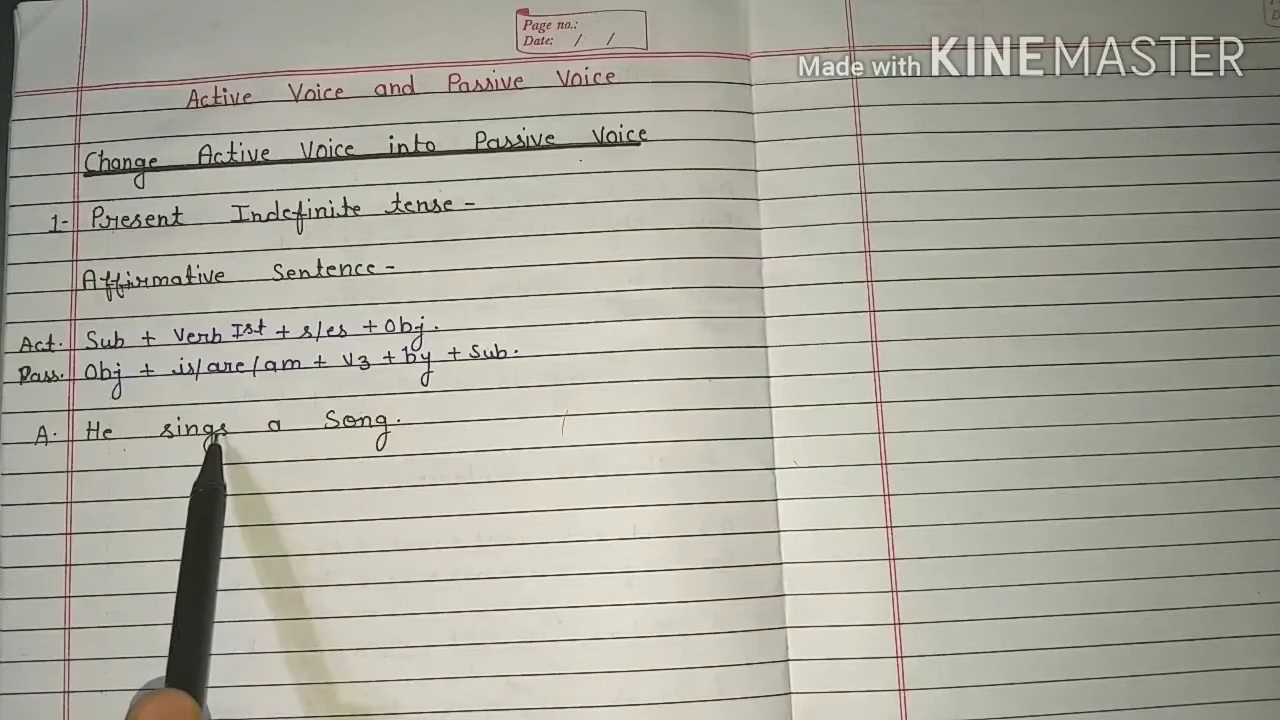 Page no.:
Date: / /
Made with KINEMASTER
Active Voice and Passive Voice
Change Active Voice into Passive Voice
1- Present Indefinite tense -
Affirmative Sentence -
Act. Sub + Verb Ist + s/es + Obj.
Pass. Obj + is/are/am + V3 + by + Sub.
A. He sings a Song.